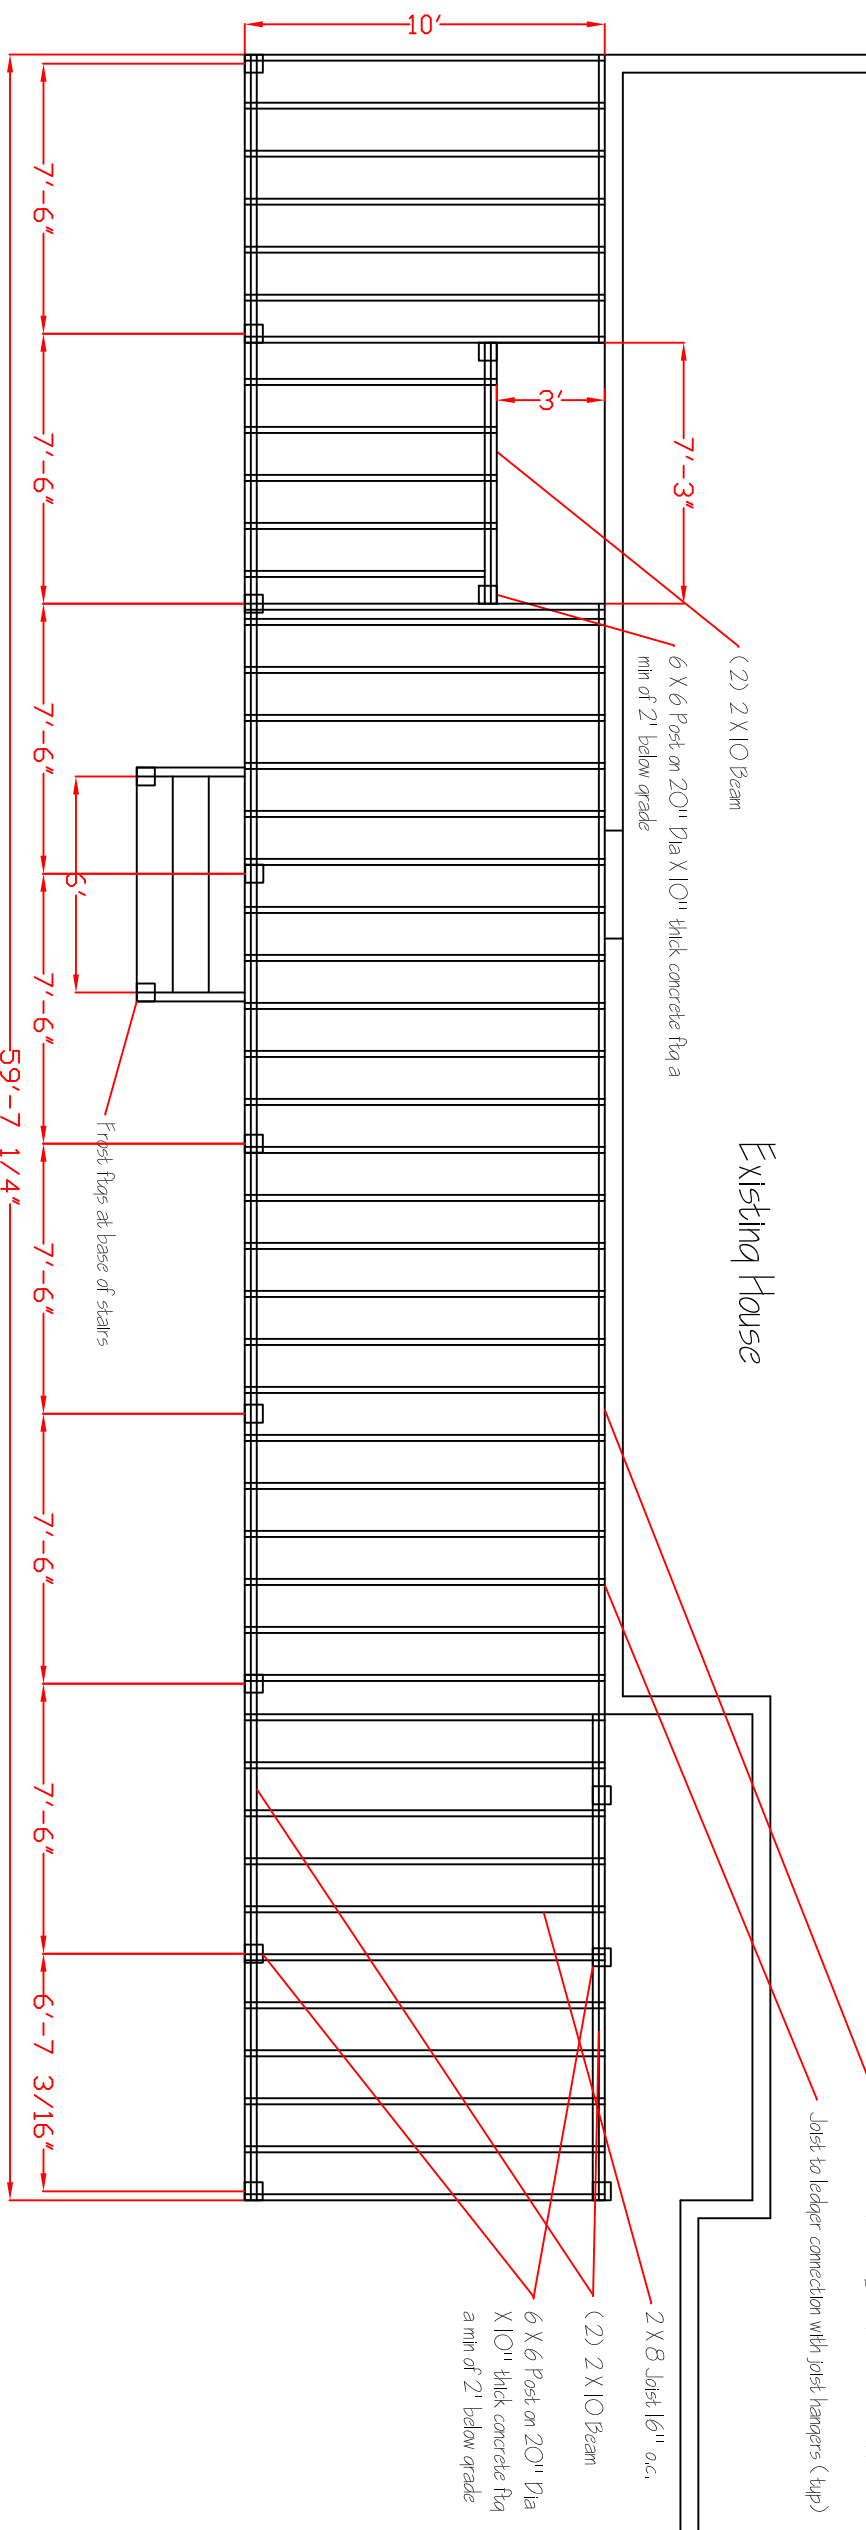 Existing House
(2) 2 X 10 Beam
6 X 6 Post on 20" Dia X 10" thick concrete ftg a
min of 2' below grade
7'-3"
3'
10'
Joist to ledger connection with joist hangers (typ)
2 X 8 Joist 16" o.c.
(2) 2 X 10 Beam
6 X 6 Post on 20" Dia
X 10" thick concrete ftg
a min of 2' below grade
Frost ftgs at base of stairs
6'
7'-6"
7'-6"
7'-6"
7'-6"
7'-6"
7'-6"
7'-6"
6'-7 3/16"
59'-7 1/4"